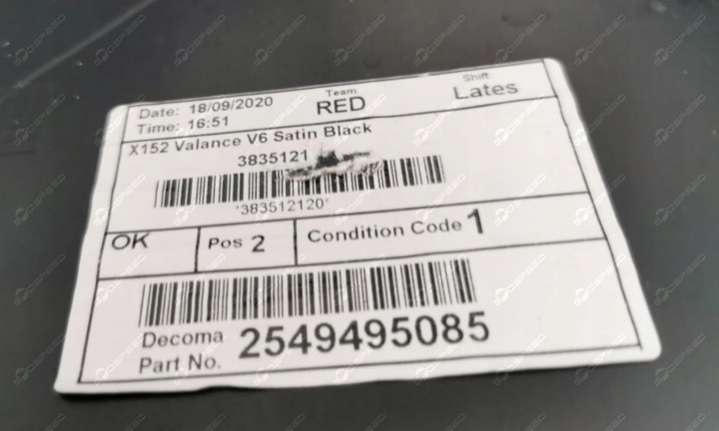 Date: 18/09/2020
Time: 16:51
Team
RED
Shift:
Lates
X152 Valance V6 Satin Black
3835121
*383512120*
OK
Pos 2
Condition Code 1
Decoma
Part No. 2549495085